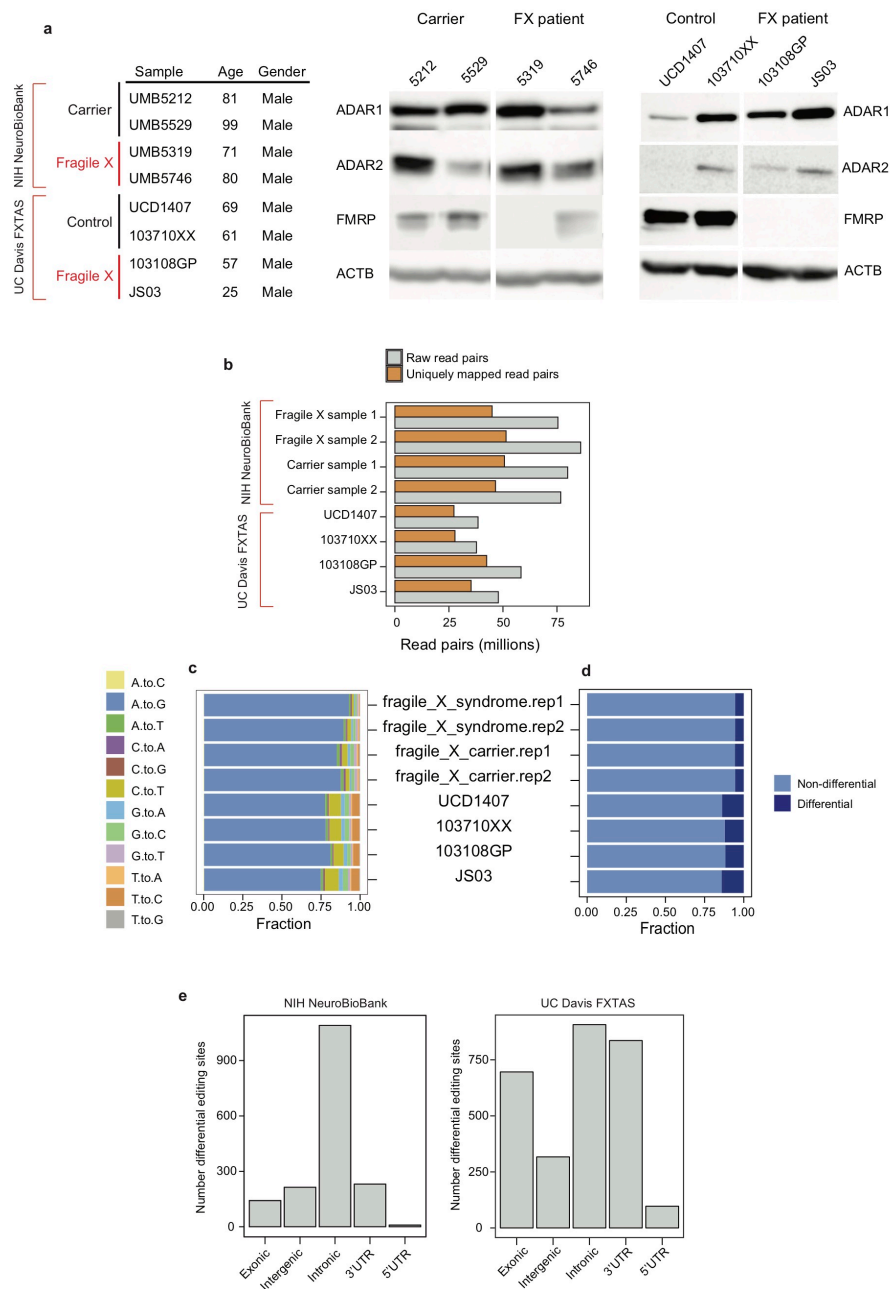 a
Sample Age Gender
NIH NeuroBioBank
Carrier
UMB5212 81 Male
UMB5529 99 Male
Fragile X
UMB5319 71 Male
UMB5746 80 Male
UC Davis FXTAS
Control
UCD1407 69 Male
103710XX 61 Male
Fragile X
103108GP 57 Male
JS03 25 Male
Carrier FX patient
5212 5529 5319 5746
ADAR1
ADAR2
FMRP
ACTB
Control FX patient
UCD1407 103710XX 103108GP JS03
ADAR1
ADAR2
FMRP
ACTB
b
Raw read pairs
Uniquely mapped read pairs
NIH NeuroBioBank
Fragile X sample 1
Fragile X sample 2
Carrier sample 1
Carrier sample 2
UC Davis FXTAS
UCD1407
103710XX
103108GP
JS03
0 25 50 75
Read pairs (millions)
c
A.to.C
A.to.G
A.to.T
C.to.A
C.to.G
C.to.T
G.to.A
G.to.C
G.to.T
T.to.A
T.to.C
T.to.G
0.00 0.25 0.50 0.75 1.00
Fraction
fragile_X_syndrome.rep1
fragile_X_syndrome.rep2
fragile_X_carrier.rep1
fragile_X_carrier.rep2
UCD1407
103710XX
103108GP
JS03
d
0.00 0.25 0.50 0.75 1.00
Fraction
Non-differential
Differential
e
NIH NeuroBioBank
Number differential editing sites
900
600
300
0
Exonic Intergenic Intronic 3'UTR 5'UTR
UC Davis FXTAS
Number differential editing sites
750
500
250
0
Exonic Intergenic Intronic 3'UTR 5'UTR